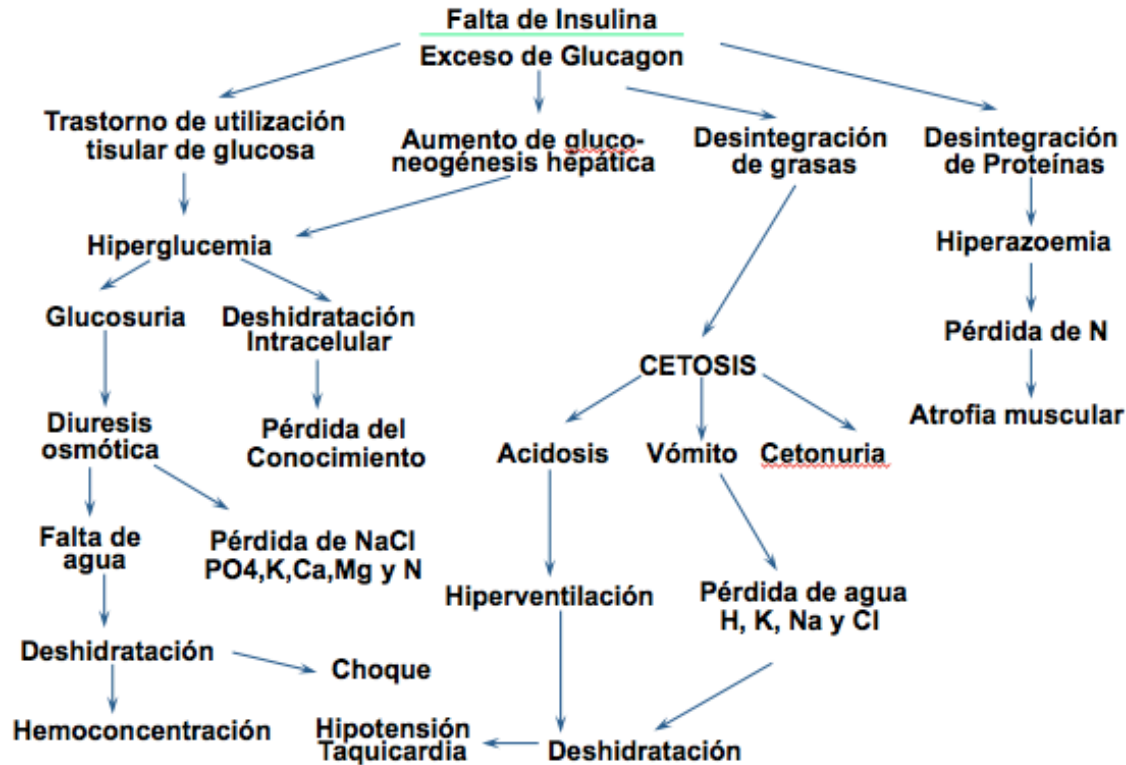 Falta de Insulina
Exceso de Glucagon
Trastorno de utilización
tisular de glucosa
Aumento de gluco-
neogénesis hepática
Desintegración
de grasas
Desintegración
de Proteínas
Hiperglucemia
Hiperazoemia
Glucosuria
Deshidratación
Intracelular
Pérdida de N
CETOSIS
Diuresis
osmótica
Pérdida del
Conocimiento
Acidosis
Vómito
Cetonuria
Atrofia muscular
Falta de
agua
Pérdida de NaCl
PO4,K,Ca,Mg y N
Hiperventilación
Pérdida de agua
H, K, Na y Cl
Deshidratación
Choque
Hemoconcentración
Hipotensión
Taquicardia
Deshidratación